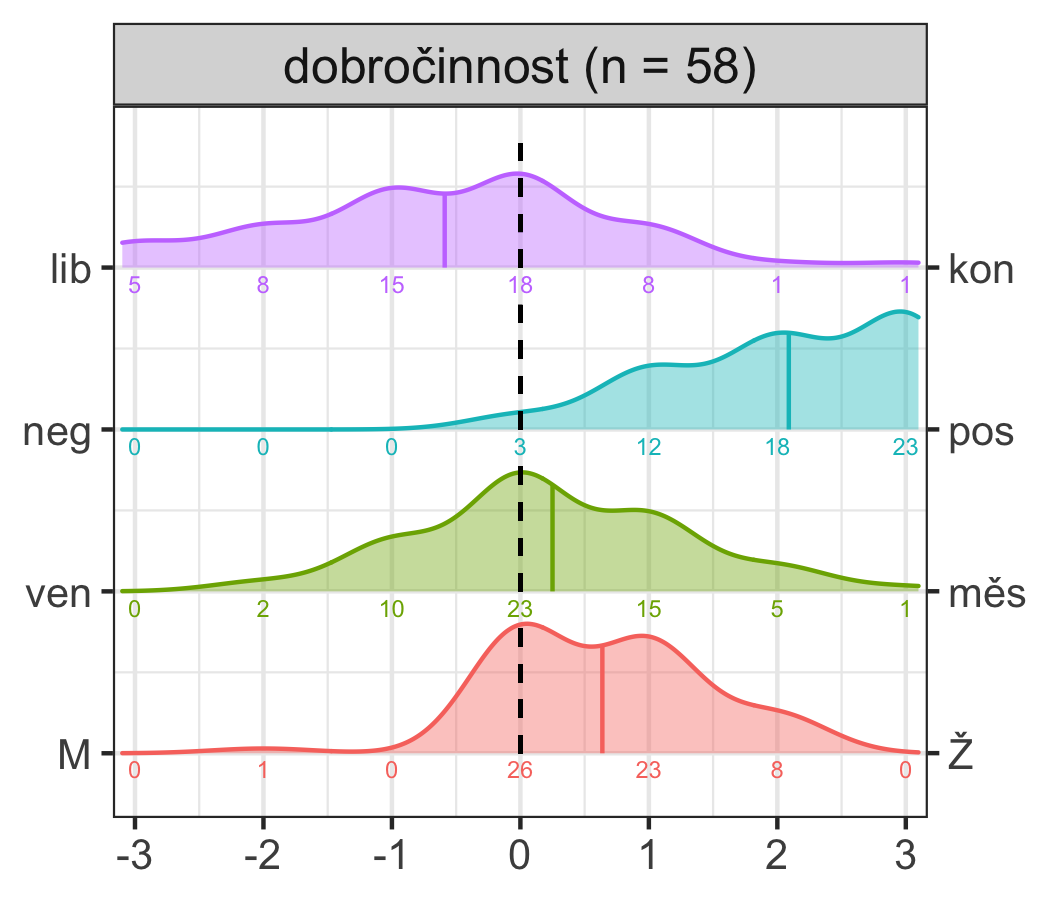 dobročinnost (n = 58)
lib kon
5 8 15 18 8 1 1
neg pos
0 0 0 3 12 18 23
ven měs
0 2 10 23 15 5 1
M Ž
0 1 0 26 23 8 0
-3 -2 -1 0 1 2 3